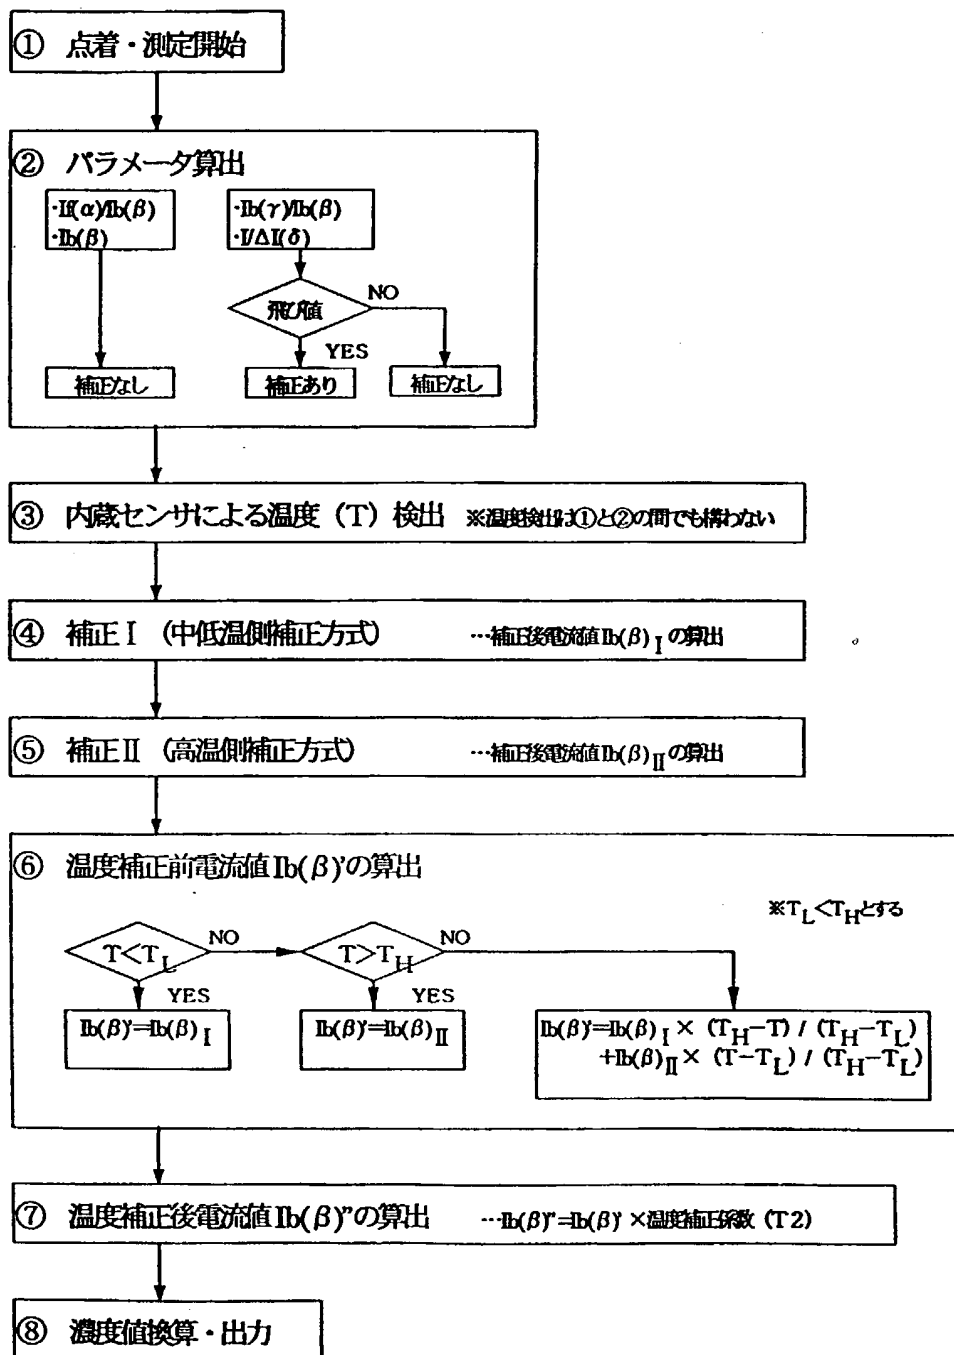 ① 点着・測定開始
② パラメータ算出
・If(α)/Ib(β)
・Ib(β)
・Ib(γ)/Ib(β)
・I/ΔI(δ)
飛び値
NO
YES
補正なし
補正あり
補正なし
③ 内蔵センサによる温度 (T) 検出 ※温度検出は①と②の間でも構わない
④ 補正Ⅰ (中低温側補正方式) …補正後電流値Ib(β)Ⅰの算出
⑤ 補正Ⅱ (高温側補正方式) …補正後電流値Ib(β)Ⅱの算出
⑥ 温度補正前電流値Ib(β)'の算出
※TL<THとする
T<TL
NO
T>TH
NO
YES
YES
Ib(β)'=Ib(β)Ⅰ
Ib(β)'=Ib(β)Ⅱ
Ib(β)'=Ib(β)Ⅰ× (TH-T) / (TH-TL)
+Ib(β)Ⅱ× (T-TL) / (TH-TL)
⑦ 温度補正後電流値Ib(β)"の算出 …Ib(β)"=Ib(β)' ×温度補正係数 (T2)
⑧ 濃度値換算・出力